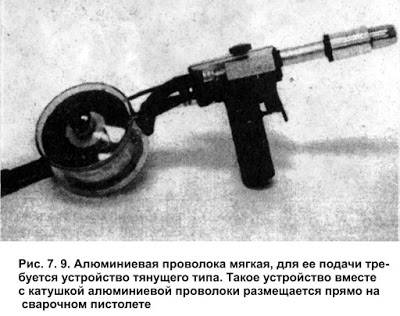 Рис. 7. 9. Алюминиевая проволока мягкая, для ее подачи тре-
буется устройство тянущего типа. Такое устройство вместе
с катушкой алюминиевой проволоки размещается прямо на
сварочном пистолете